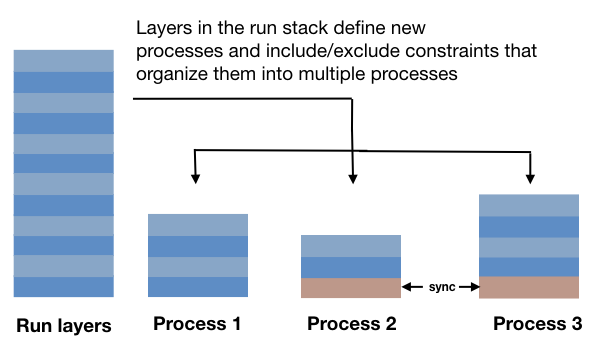 Layers in the run stack define new
processes and include/exclude constraints that
organize them into multiple processes
sync
Run layers
Process 1
Process 2
Process 3